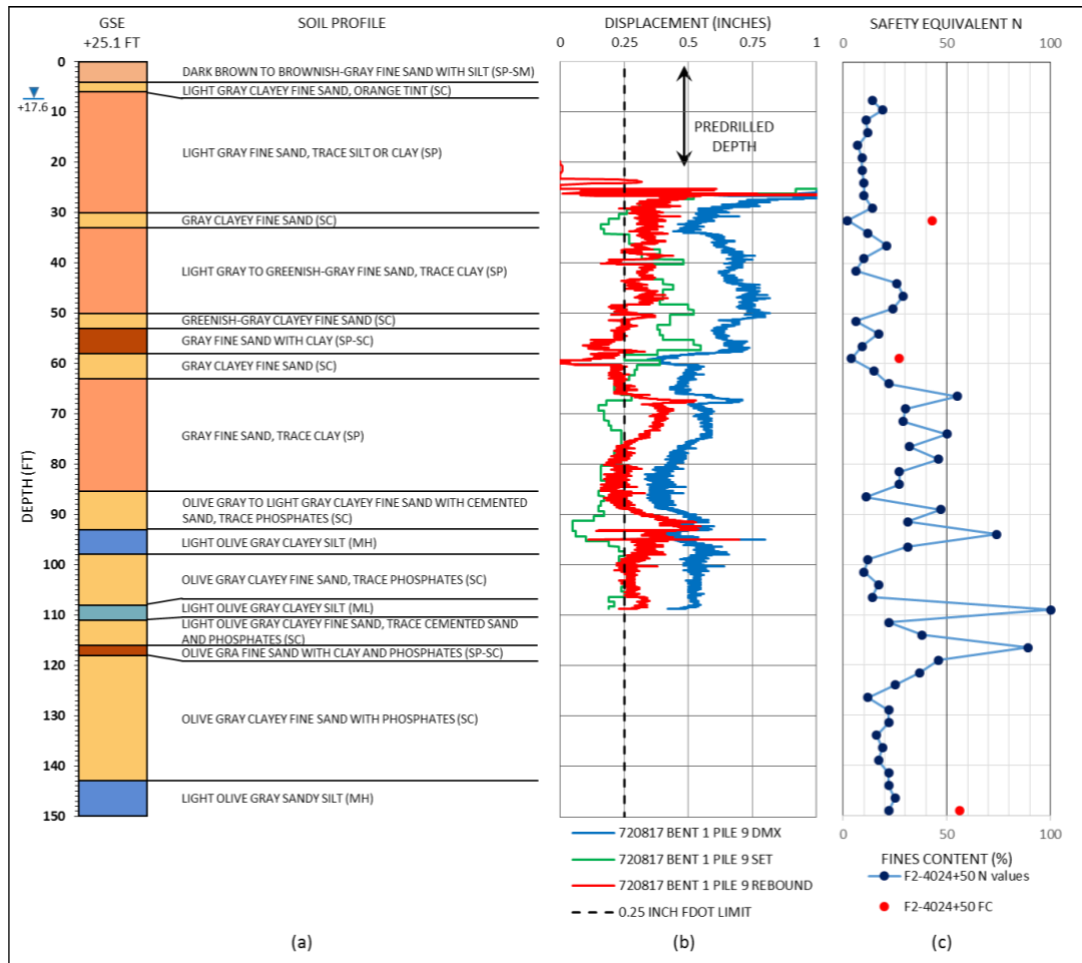 GSE
+25.1 FT
SOIL PROFILE
DISPLACEMENT (INCHES)
SAFETY EQUIVALENT N
0 0.25 0.5 0.75 1
0 50 100
DEPTH (FT)
0
10
20
30
40
50
60
70
80
90
100
110
120
130
140
150
+17.6
DARK BROWN TO BROWNISH-GRAY FINE SAND WITH SILT (SP-SM)
LIGHT GRAY CLAYEY FINE SAND, ORANGE TINT (SC)
LIGHT GRAY FINE SAND, TRACE SILT OR CLAY (SP)
GRAY CLAYEY FINE SAND (SC)
LIGHT GRAY TO GREENISH-GRAY FINE SAND, TRACE CLAY (SP)
GREENISH-GRAY CLAYEY FINE SAND (SC)
GRAY FINE SAND WITH CLAY (SP-SC)
GRAY CLAYEY FINE SAND (SC)
GRAY FINE SAND, TRACE CLAY (SP)
OLIVE GRAY TO LIGHT GRAY CLAYEY FINE SAND WITH CEMENTED
SAND, TRACE PHOSPHATES (SC)
LIGHT OLIVE GRAY CLAYEY SILT (MH)
OLIVE GRAY CLAYEY FINE SAND, TRACE PHOSPHATES (SC)
LIGHT OLIVE GRAY CLAYEY SILT (ML)
LIGHT OLIVE GRAY CLAYEY FINE SAND, TRACE CEMENTED SAND
AND PHOSPHATES (SC)
OLIVE GRA FINE SAND WITH CLAY AND PHOSPHATES (SP-SC)
OLIVE GRAY CLAYEY FINE SAND WITH PHOSPHATES (SC)
LIGHT OLIVE GRAY SANDY SILT (MH)
PREDRILLED
DEPTH
720817 BENT 1 PILE 9 DMX
720817 BENT 1 PILE 9 SET
720817 BENT 1 PILE 9 REBOUND
0.25 INCH FDOT LIMIT
0 50 100
FINES CONTENT (%)
F2-4024+50 N values
F2-4024+50 FC
(a)
(b)
(c)